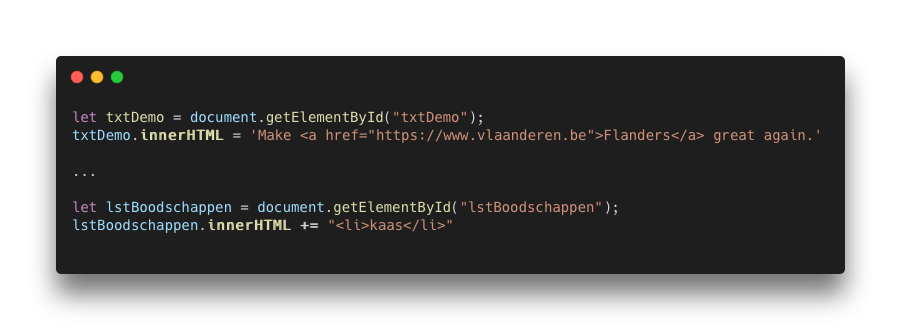 let txtDemo = document.getElementById("txtDemo");
txtDemo.innerHTML = 'Make <a href="https://www.vlaanderen.be">Flanders</a> great again.'
...
let lstBoodschappen = document.getElementById("lstBoodschappen");
lstBoodschappen.innerHTML += "<li>kaas</li>"